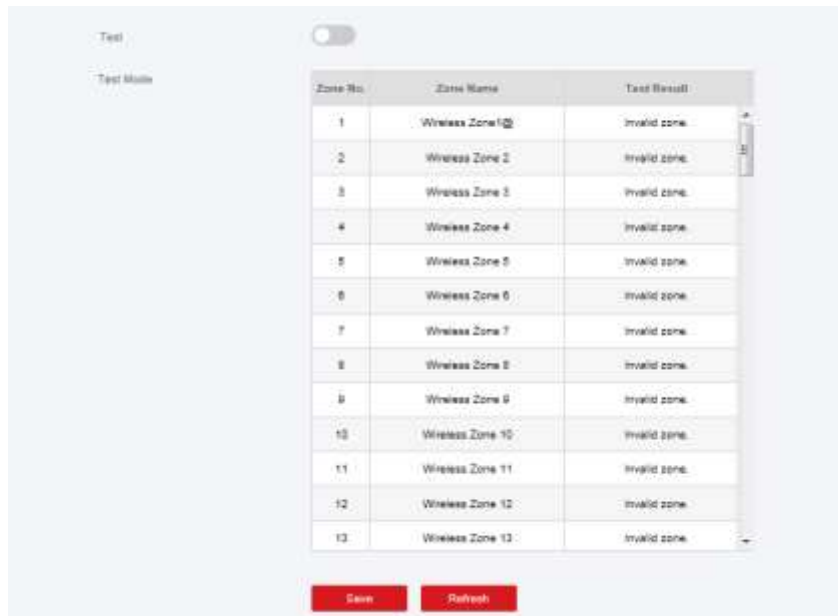 Test
Test Mode
Zone No. Zone Name Test Result
1 Wireless Zone1@ Invalid zone.
2 Wireless Zone 2 Invalid zone.
3 Wireless Zone 3 Invalid zone.
4 Wireless Zone 4 Invalid zone.
5 Wireless Zone 5 Invalid zone.
6 Wireless Zone 6 Invalid zone.
7 Wireless Zone 7 Invalid zone.
8 Wireless Zone 8 Invalid zone.
9 Wireless Zone 9 Invalid zone.
10 Wireless Zone 10 Invalid zone.
11 Wireless Zone 11 Invalid zone.
12 Wireless Zone 12 Invalid zone.
13 Wireless Zone 13 Invalid zone.
Save Refresh